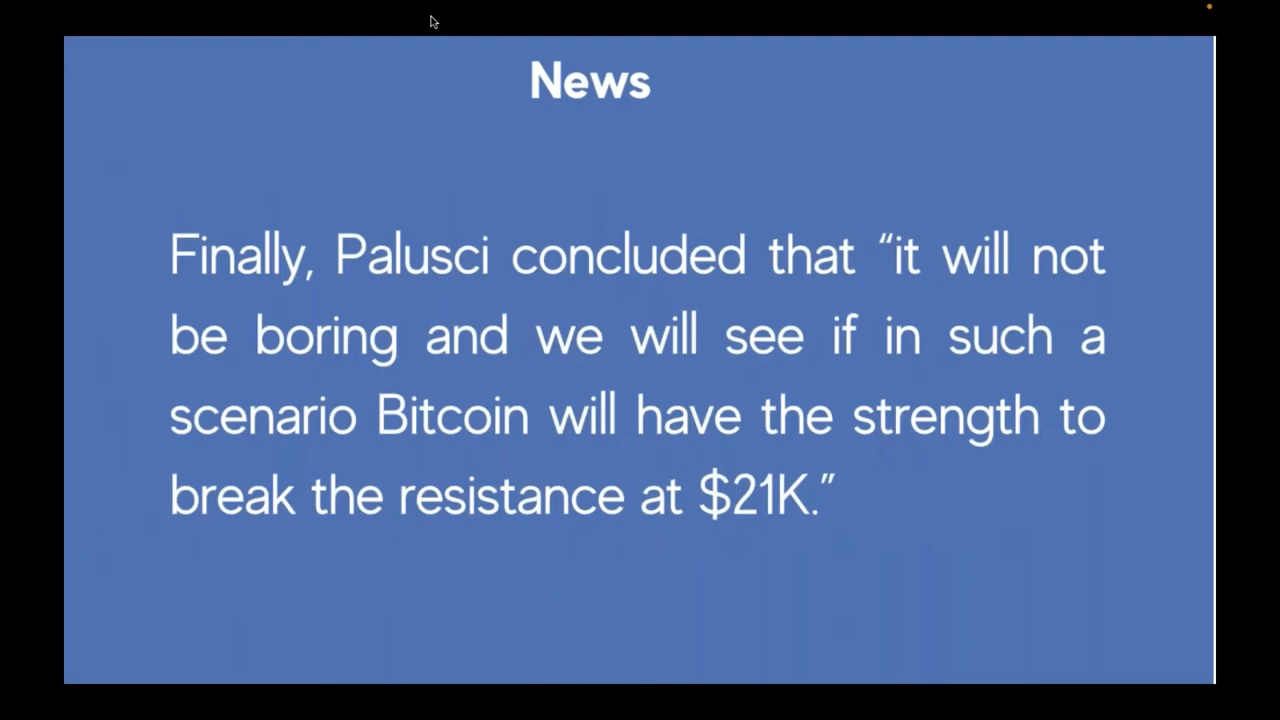 News
Finally, Palusci concluded that “it will not
be boring and we will see if in such a
scenario Bitcoin will have the strength to
break the resistance at $21K.”